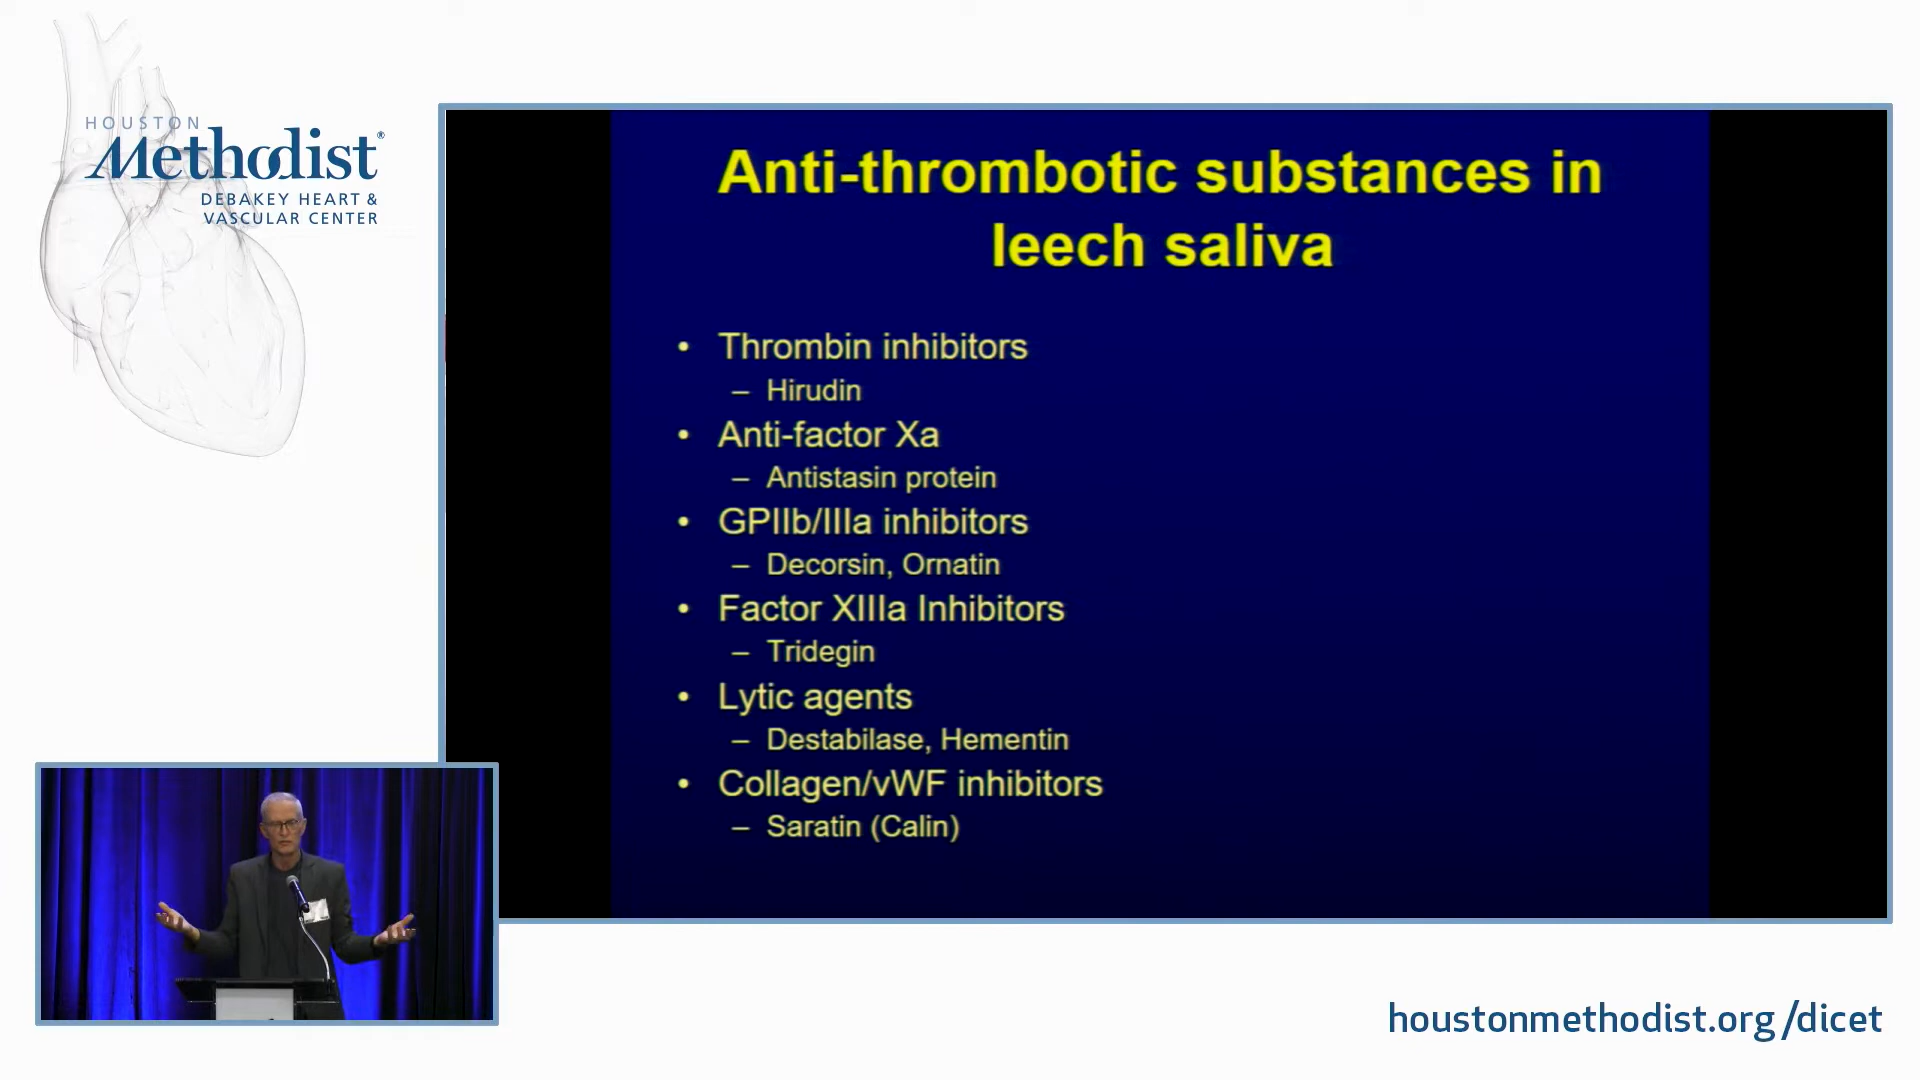 HOUSTON
Methodist®
DEBAKEY HEART &
VASCULAR CENTER
Anti-thrombotic substances in
leech saliva
• Thrombin inhibitors
– Hirudin
• Anti-factor Xa
– Antistasin protein
• GPIIb/IIIa inhibitors
– Decorsin, Ornatin
• Factor XIIIa Inhibitors
– Tridegin
• Lytic agents
– Destabilase, Hementin
• Collagen/vWF inhibitors
– Saratin (Calin)
houstonmethodist.org/dicet